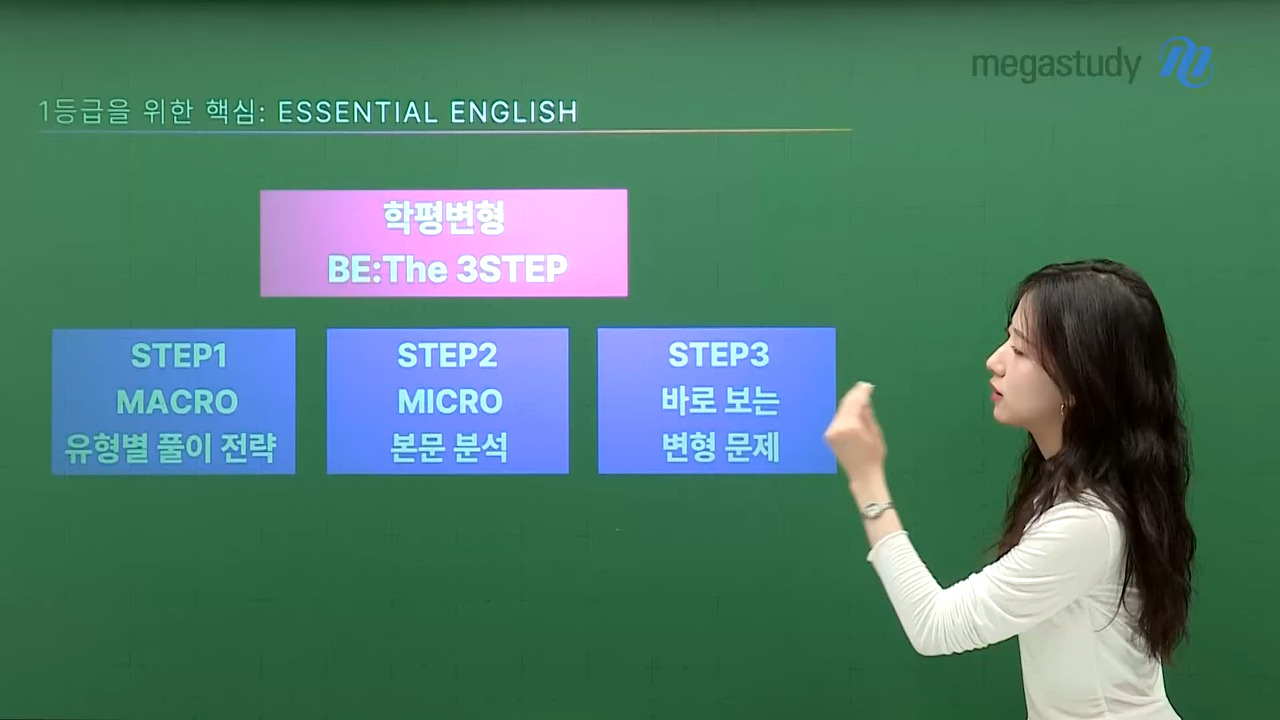 megastudy
1등급을 위한 핵심: ESSENTIAL ENGLISH
학평변형
BE:The 3STEP
STEP1
MACRO
유형별 풀이 전략
STEP2
MICRO
본문 분석
STEP3
바로 보는
변형 문제